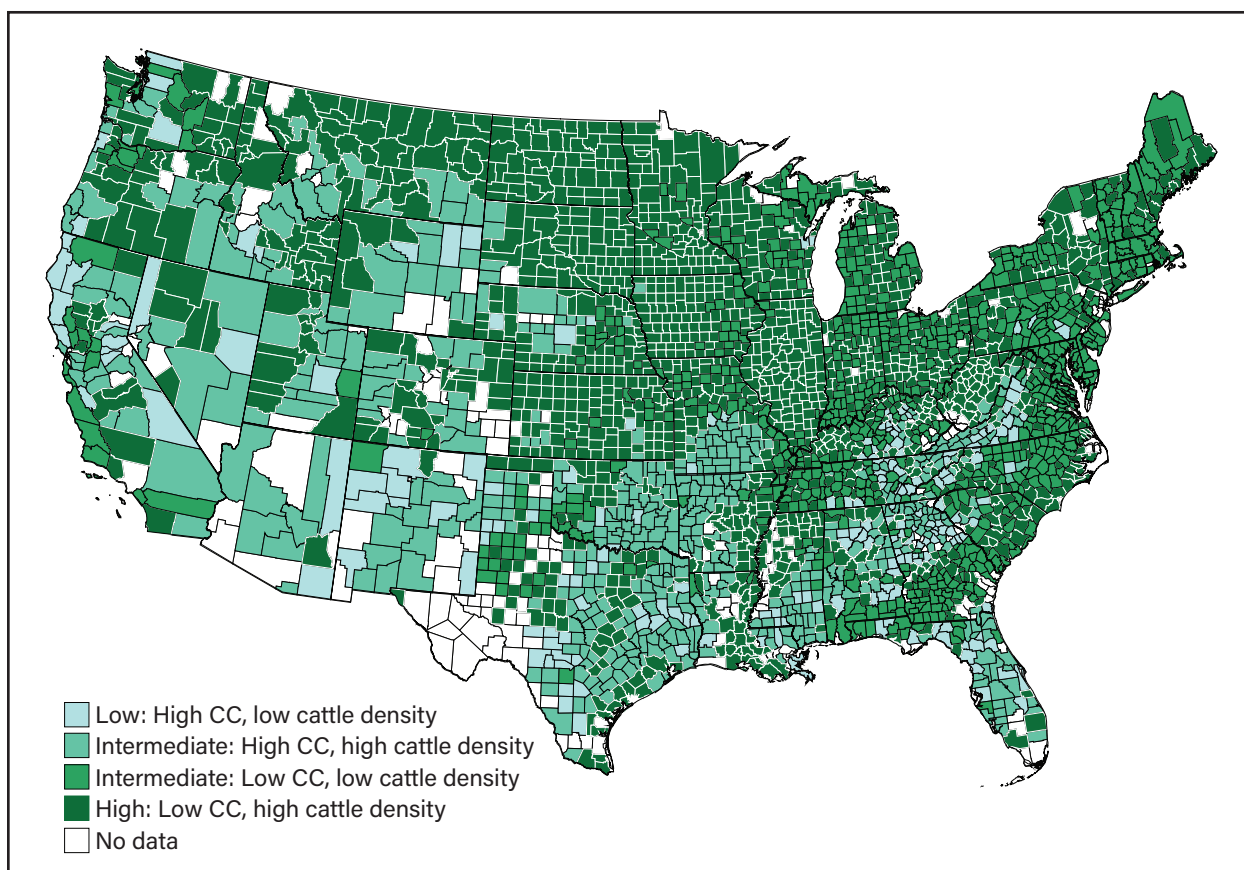 Low: High CC, low cattle density
Intermediate: High CC, high cattle density
Intermediate: Low CC, low cattle density
High: Low CC, high cattle density
No data